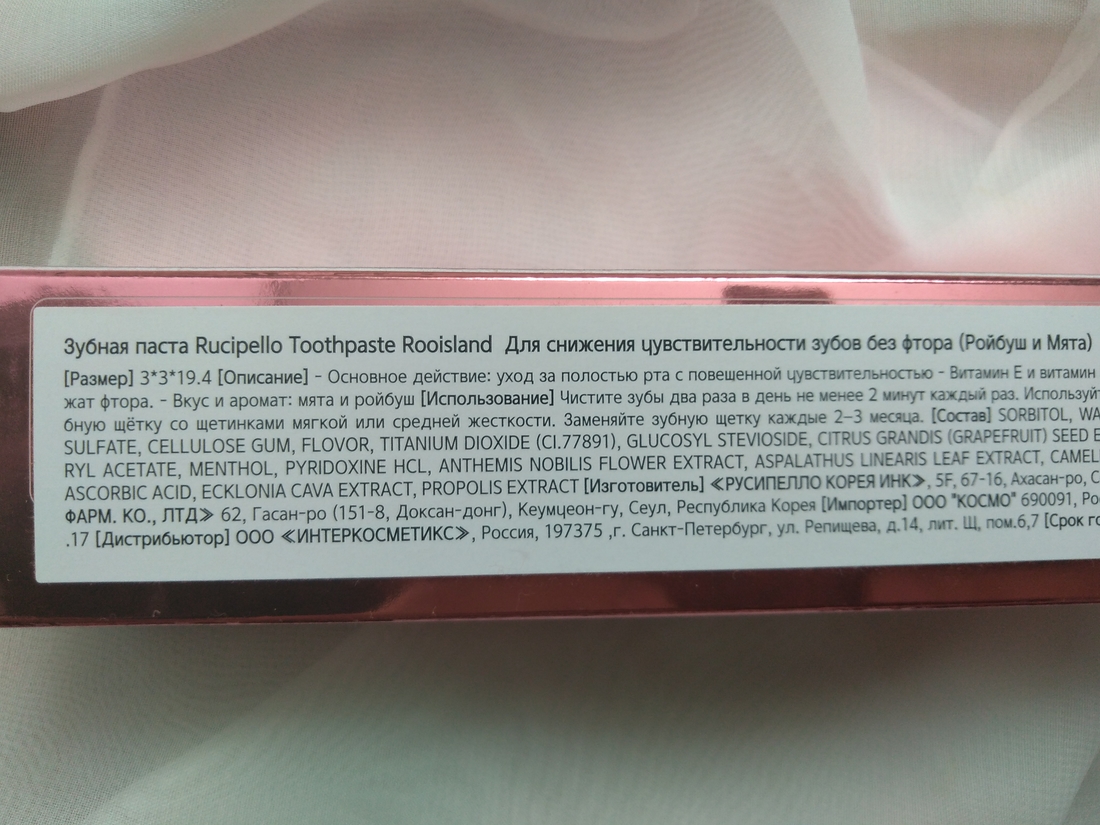 Зубная паста Rucipello Toothpaste Rooisland Для снижения чувствительности зубов без фтора (Ройбуш и Мята)
[Размер] 3*3*19.4 [Описание] - Основное действие: уход за полостью рта с повешенной чувствительностью - Витамин Е и витамин
жат фтора. - Вкус и аромат: мята и ройбуш [Использование] Чистите зубы два раза в день не менее 2 минут каждый раз. Используйт
бную щётку со щетинками мягкой или средней жесткости. Заменяйте зубную щетку каждые 2–3 месяца. [Состав] SORBITOL, WA
SULFATE, CELLULOSE GUM, FLOVOR, TITANIUM DIOXIDE (CI.77891), GLUCOSYL STEVIOSIDE, CITRUS GRANDIS (GRAPEFRUIT) SEED E
RYL ACETATE, MENTHOL, PYRIDOXINE HCL, ANTHEMIS NOBILIS FLOWER EXTRACT, ASPALATHUS LINEARIS LEAF EXTRACT, CAMEL
ASCORBIC ACID, ECKLONIA CAVA EXTRACT, PROPOLIS EXTRACT [Изготовитель] ≪РУСИПЕЛЛО КОРЕЯ ИНК≫, 5F, 67-16, Ахасан-ро, С
ФАРМ. КО., ЛТД≫ 62, Гасан-ро (151-8, Доксан-донг), Кеумцеон-гу, Сеул, Республика Корея [Импортер] ООО "КОСМО" 690091, Ро
.17 [Дистрибьютор] ООО ≪ИНТЕРКОСМЕТИКС≫, Россия, 197375 ,г. Санкт-Петербург, ул. Репищева, д.14, лит. Щ, пом.6,7 [Срок го